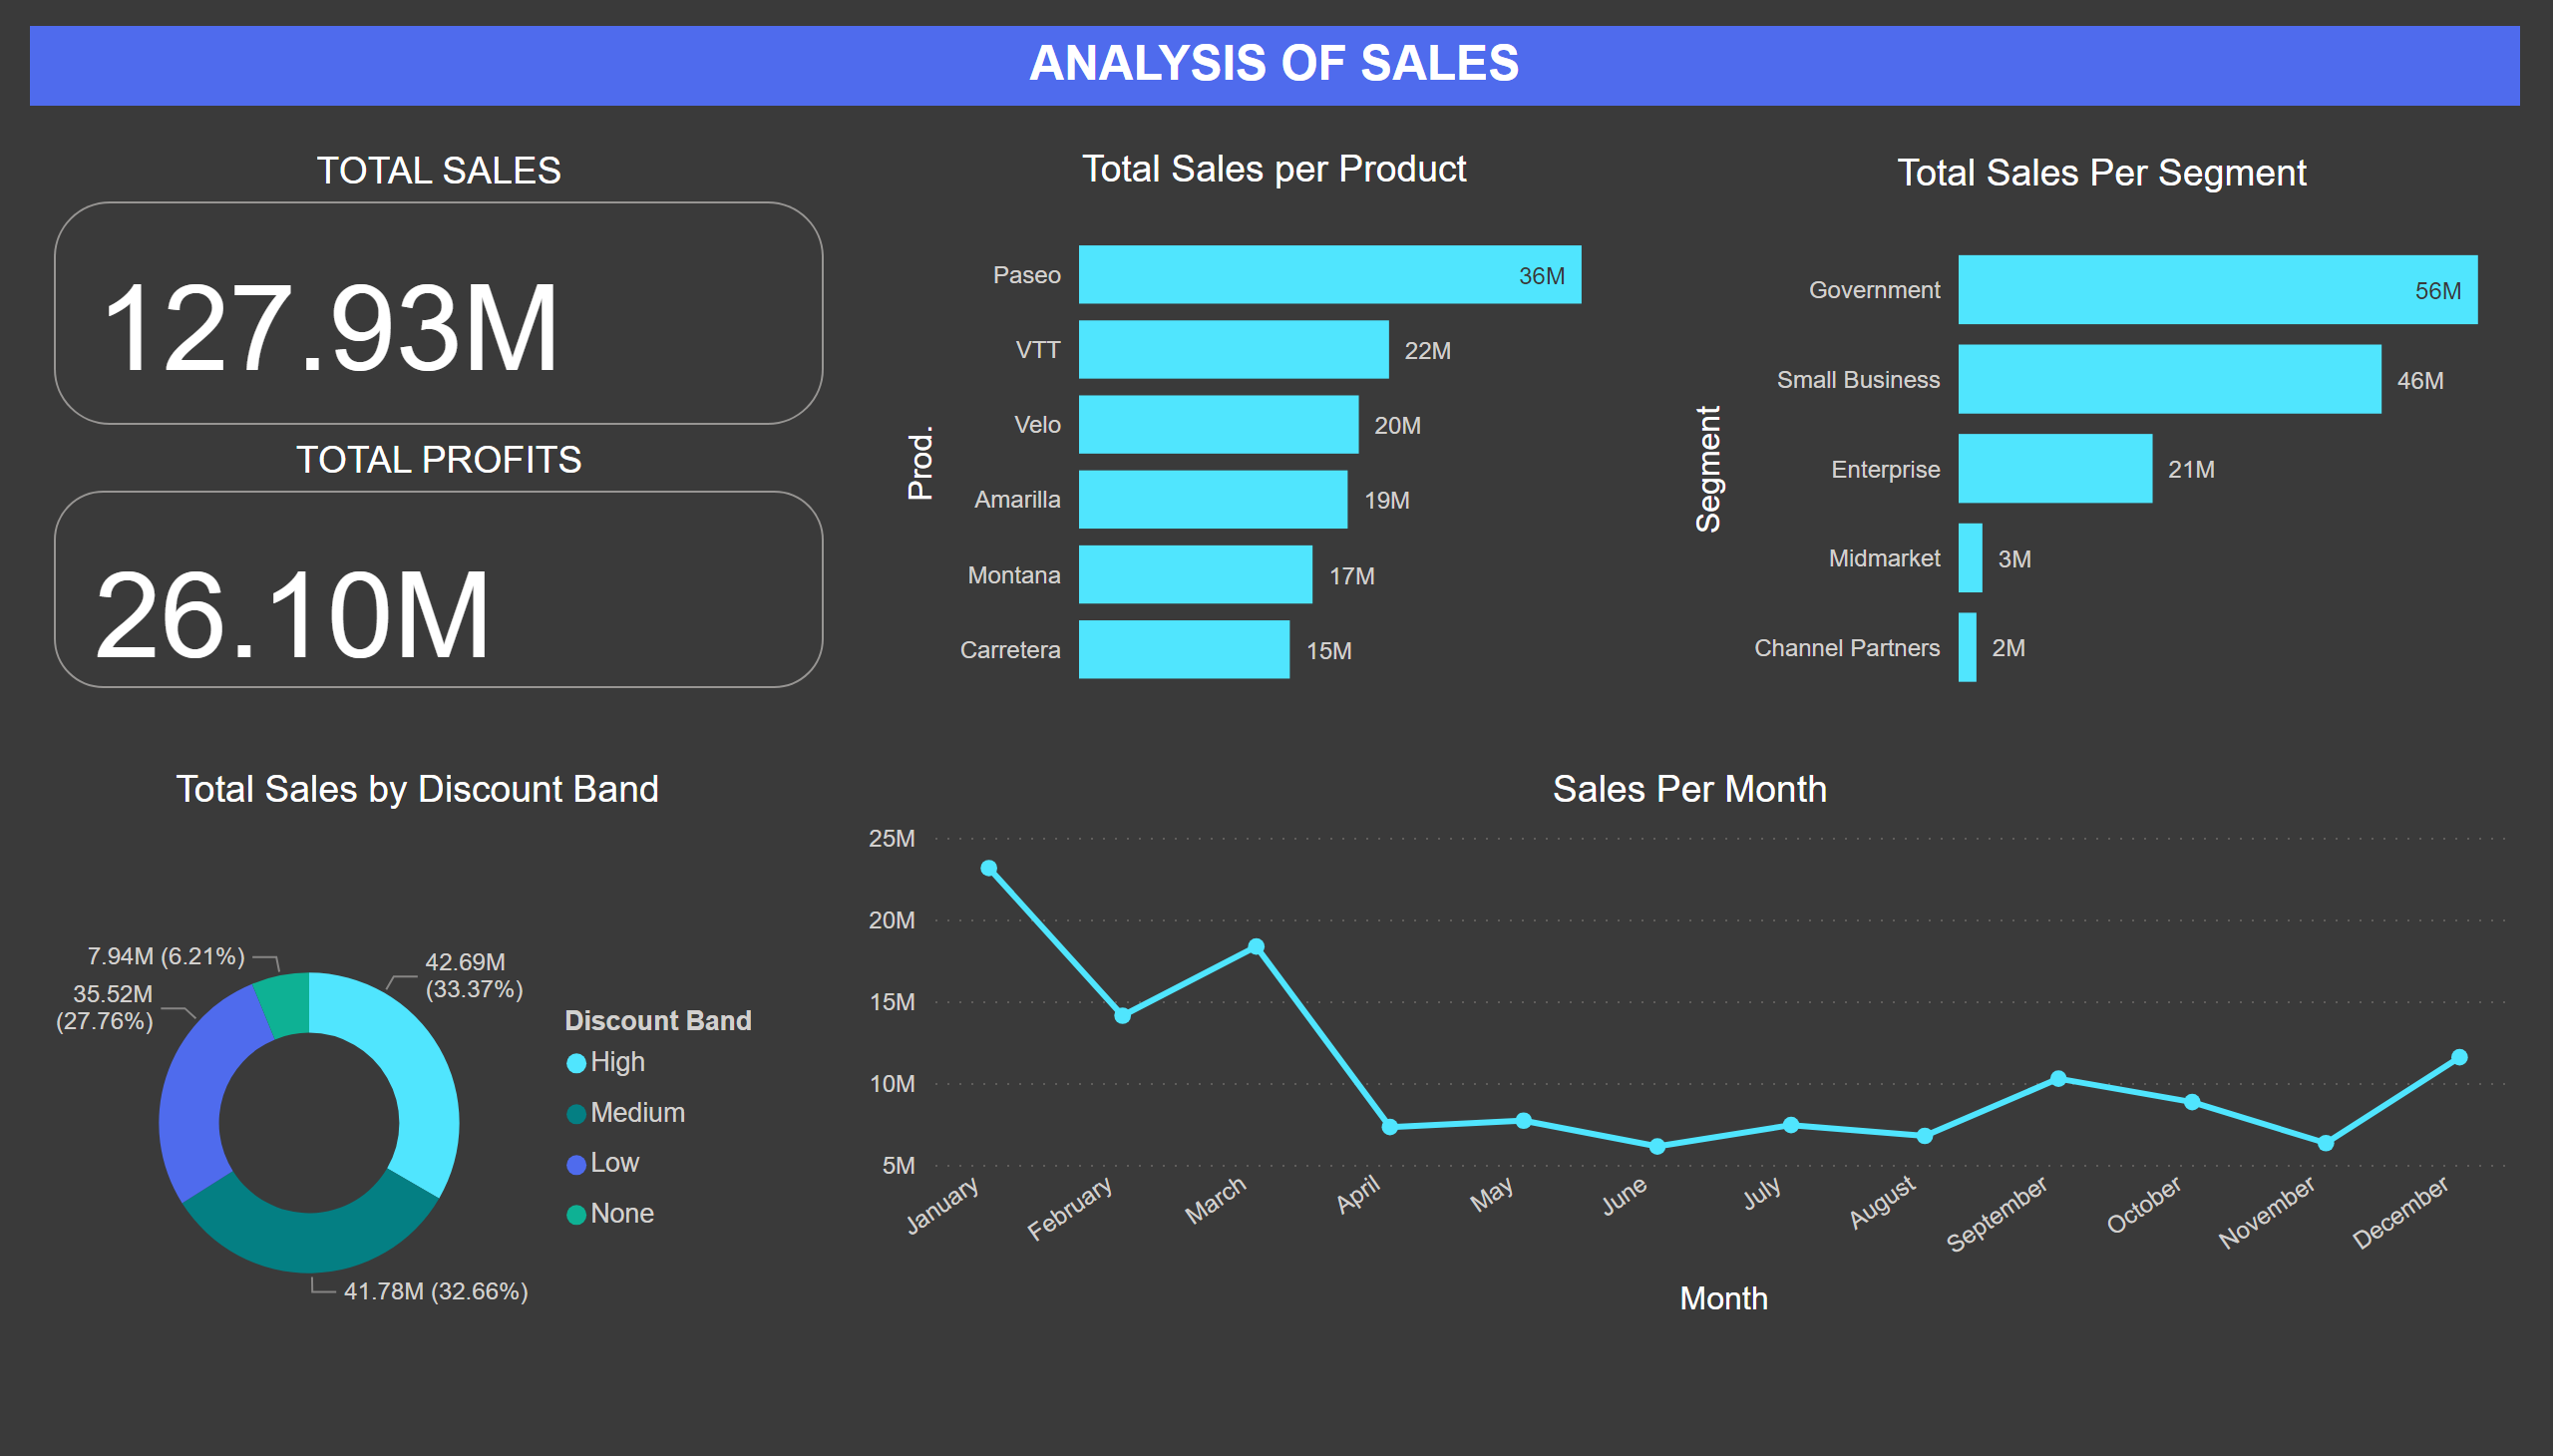 ANALYSIS OF SALES
TOTAL SALES
127.93M
TOTAL PROFITS
26.10M
Total Sales per Product
Prod.
Paseo 36M
VTT 22M
Velo 20M
Amarilla 19M
Montana 17M
Carretera 15M
Total Sales Per Segment
Segment
Government 56M
Small Business 46M
Enterprise 21M
Midmarket 3M
Channel Partners 2M
Total Sales by Discount Band
7.94M (6.21%)
35.52M
(27.76%)
42.69M
(33.37%)
41.78M (32.66%)
Discount Band
High
Medium
Low
None
Sales Per Month
25M
20M
15M
10M
5M
January
February
March
April
May
June
July
August
September
October
November
December
Month